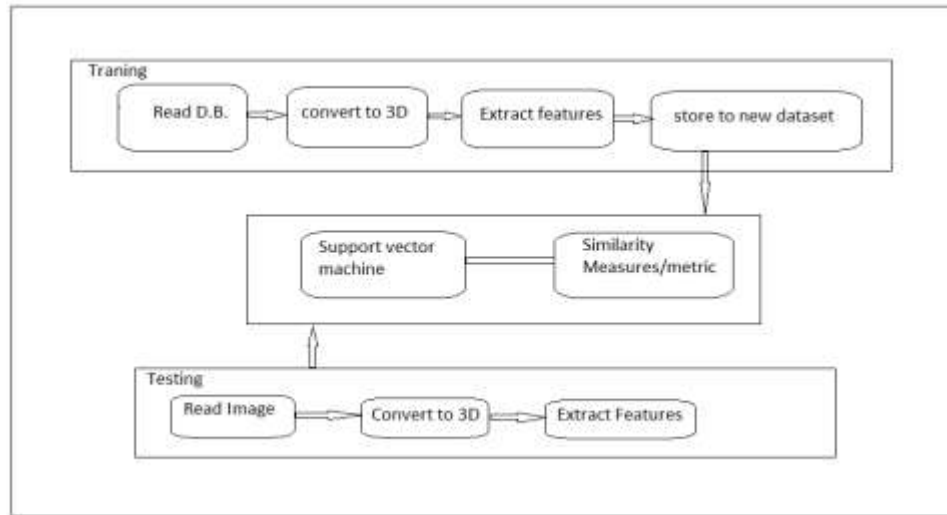 Traning
Read D.B.
convert to 3D
Extract features
store to new dataset
Support vector
machine
Similarity
Measures/metric
Testing
Read Image
Convert to 3D
Extract Features